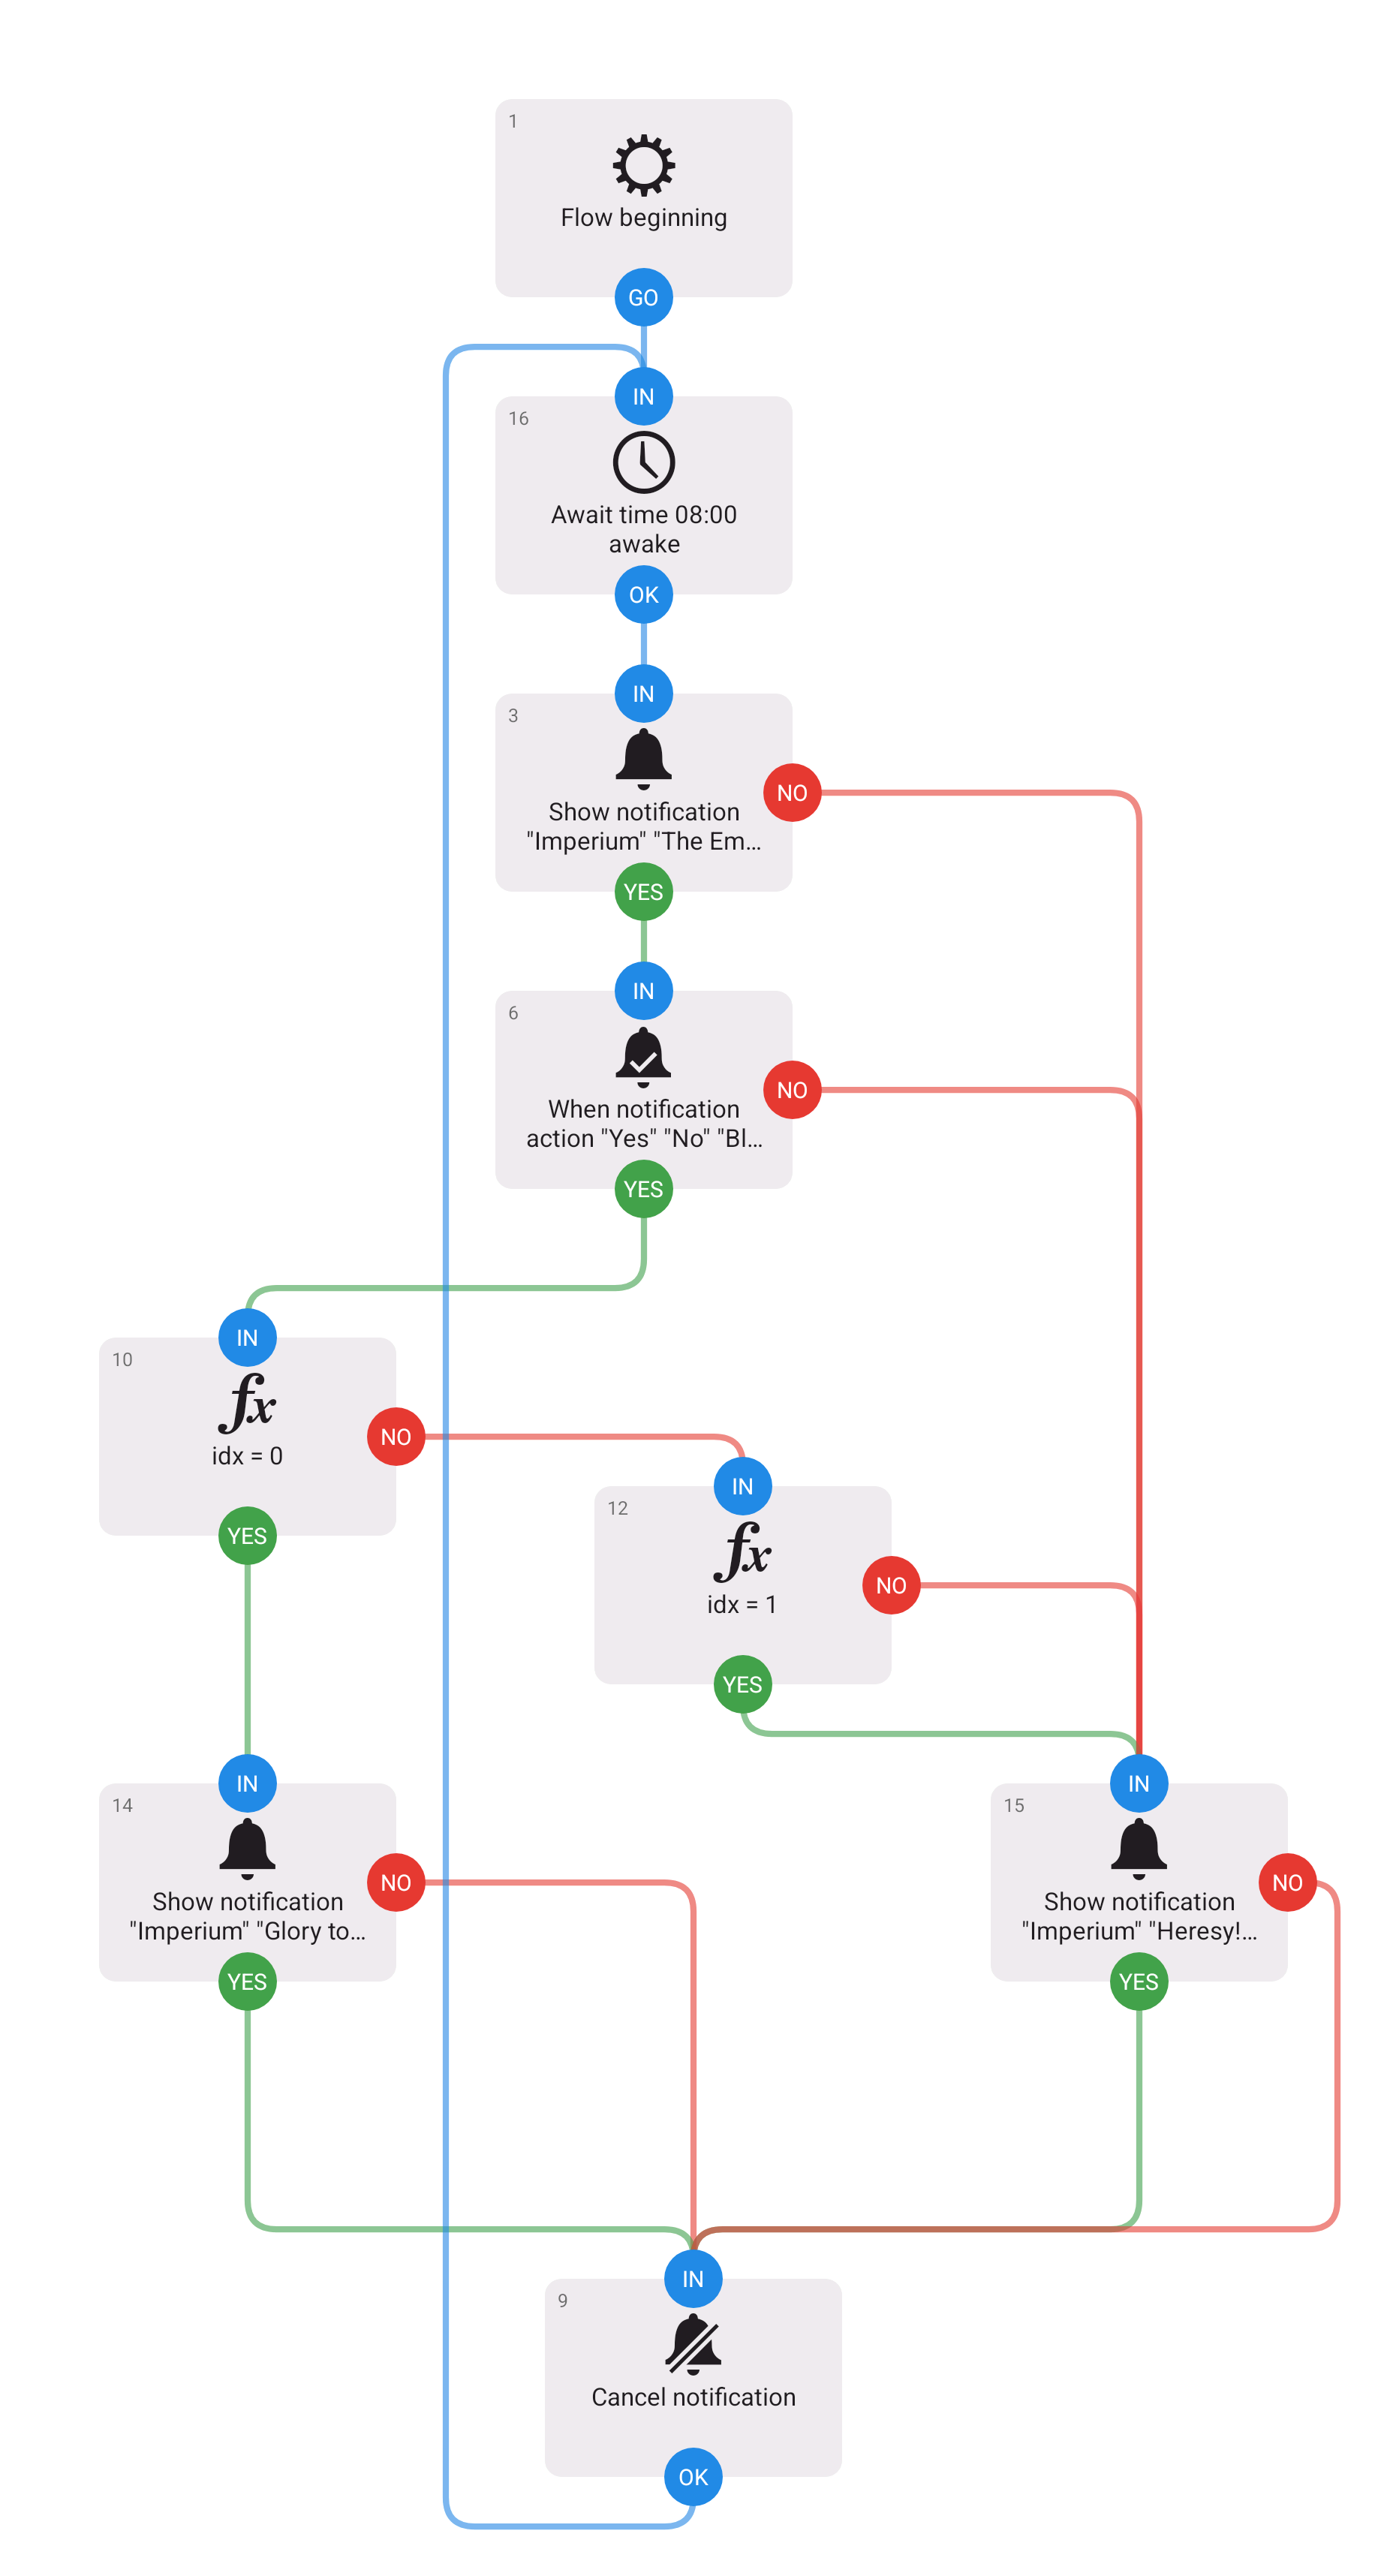 1
Flow beginning
GO
IN
16
Await time 08:00
awake
OK
IN
3
NO
Show notification
"Imperium" "The Em...
YES
IN
6
NO
When notification
action "Yes" "No" "Bl...
YES
IN
10
fx
NO
idx = 0
IN
12
YES
fx
NO
idx = 1
YES
IN
14
NO
Show notification
"Imperium" "Glory to...
YES
IN
15
NO
Show notification
"Imperium" "Heresy!...
YES
IN
9
Cancel notification
OK